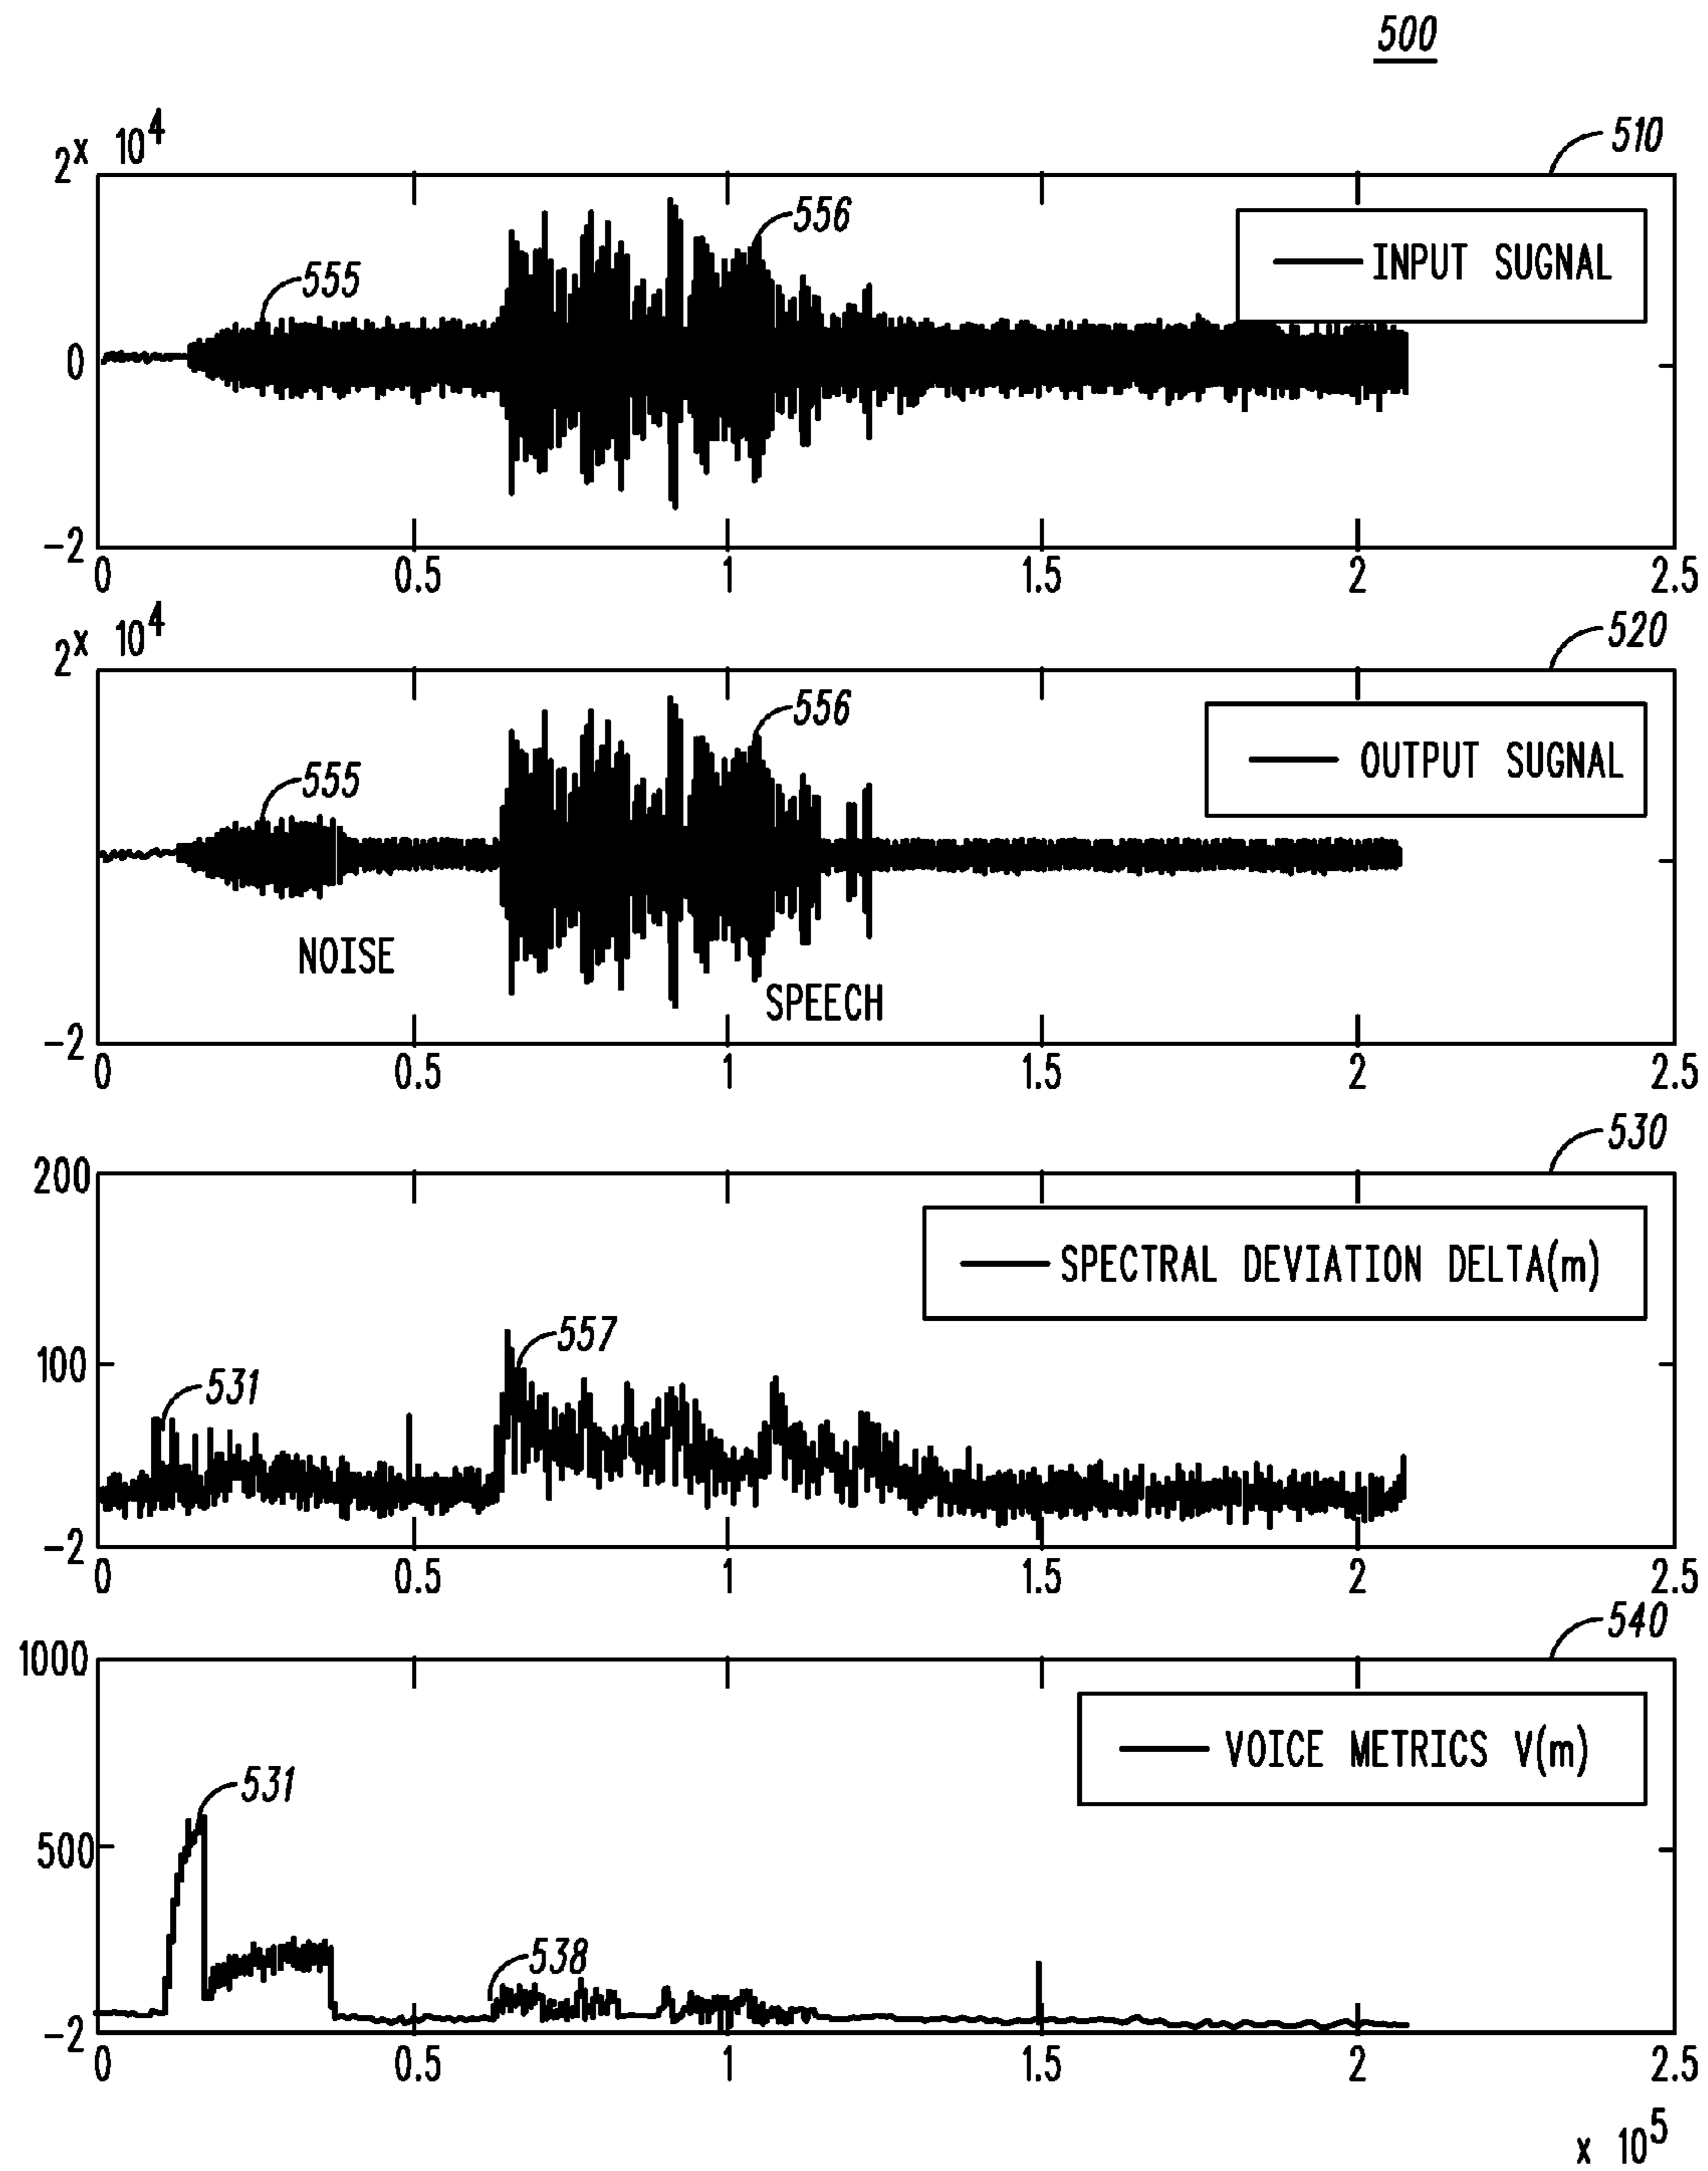 500
2x 10^4
510
556
INPUT SUGNAL
555
0
-2
0 0.5 1 1.5 2 2.5
2x 10^4
520
556
OUTPUT SUGNAL
555
NOISE
SPEECH
-2
0 0.5 1 1.5 2 2.5
530
200
SPECTRAL DEVIATION DELTA(m)
557
100
531
-2
0 0.5 1 1.5 2 2.5
540
1000
VOICE METRICS V(m)
531
500
538
-2
0 0.5 1 1.5 2 2.5
x 10^5